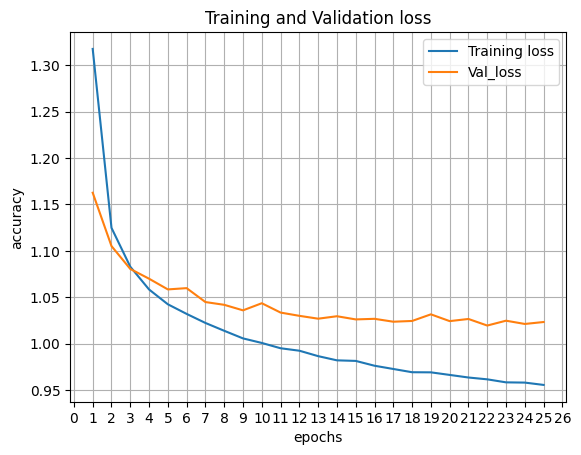 Training and Validation loss
Training loss
Val_loss
1.30
1.25
1.20
1.15
1.10
1.05
1.00
0.95
accuracy
0 1 2 3 4 5 6 7 8 9 10 11 12 13 14 15 16 17 18 19 20 21 22 23 24 25 26
epochs